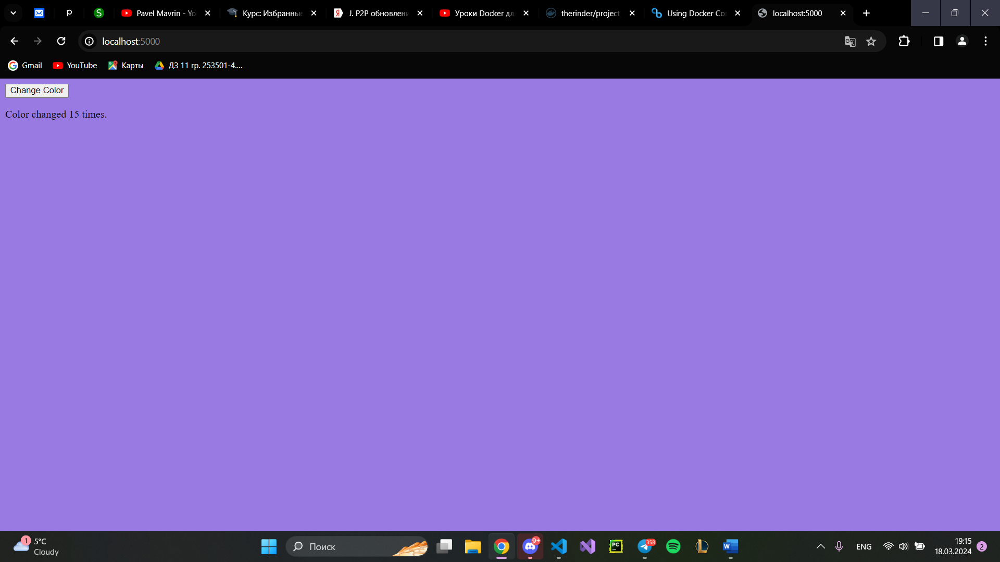 Pavel Mavrin - Yo
Курс: Избранные
J. P2P обновлени
Уроки Docker дл
therinder/project
Using Docker Co
localhost:5000
localhost:5000
Gmail
YouTube
Карты
ДЗ 11 гр. 253501-4....
Change Color
Color changed 15 times.
1
5°C
Cloudy
Поиск
9+
PC
358
W
ENG
19:15
18.03.2024
2